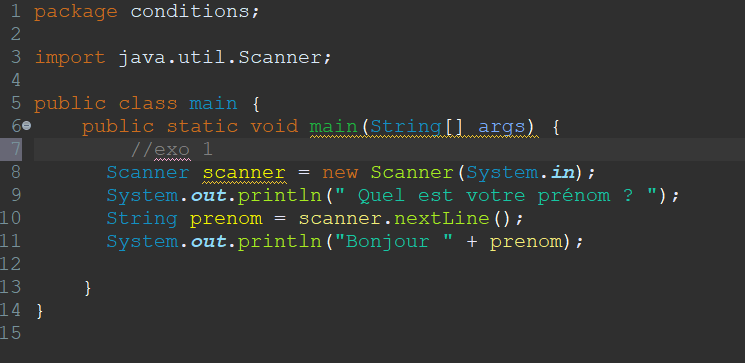 1 package conditions;
2
3 import java.util.Scanner;
4
5 public class main {
6 public static void main(String[] args) {
7 //exo 1
8 Scanner scanner = new Scanner(System.in);
9 System.out.println(" Quel est votre prénom ? ");
10 String prenom = scanner.nextLine();
11 System.out.println("Bonjour " + prenom);
12
13 }
14 }
15